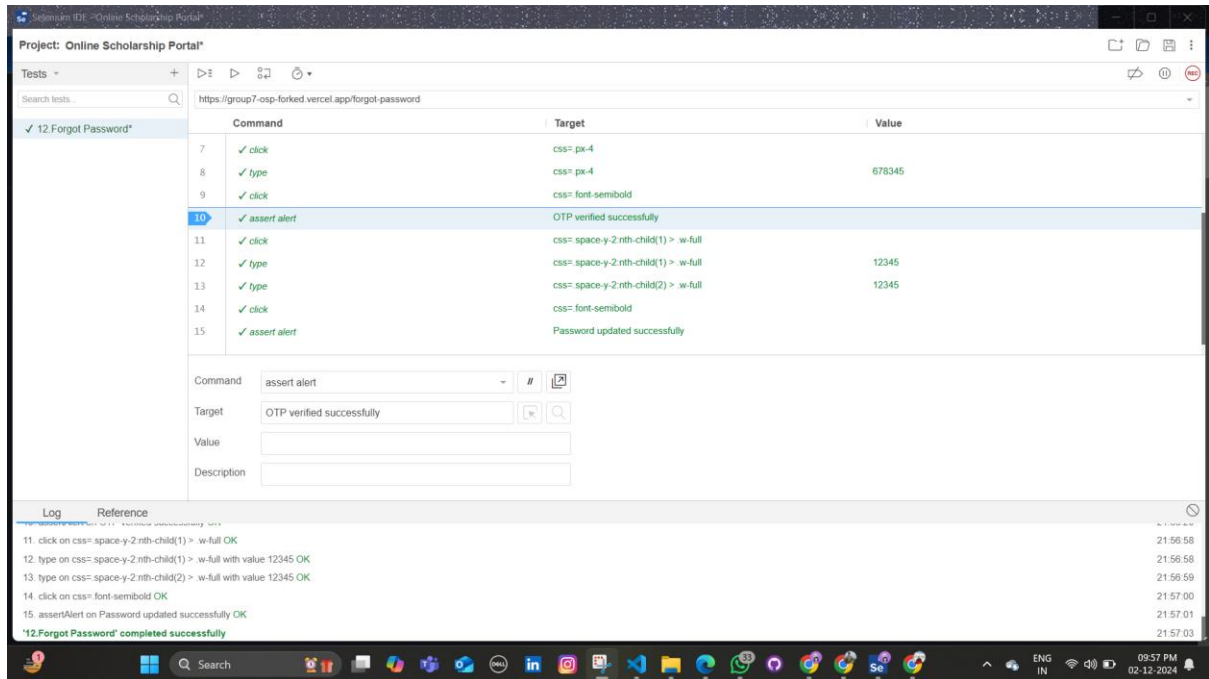 Selenium IDE - Online Scholarship Portal*
Project: Online Scholarship Portal*
Tests
Search tests...
https://group7-osp-forked.vercel.app/forgot-password
REC
✓ 12.Forgot Password*
Command Target Value
7 ✓ click css=.px-4
8 ✓ type css=.px-4 678345
9 ✓ click css=.font-semibold
10 ✓ assert alert OTP verified successfully
11 ✓ click css=.space-y-2:nth-child(1) > .w-full
12 ✓ type css=.space-y-2:nth-child(1) > .w-full 12345
13 ✓ type css=.space-y-2:nth-child(2) > .w-full 12345
14 ✓ click css=.font-semibold
15 ✓ assert alert Password updated successfully
Command assert alert //
Target OTP verified successfully
Value
Description
Log Reference
11. click on css=.space-y-2:nth-child(1) > .w-full OK 21:56:58
12. type on css=.space-y-2:nth-child(1) > .w-full with value 12345 OK 21:56:58
13. type on css=.space-y-2:nth-child(2) > .w-full with value 12345 OK 21:56:59
14. click on css=.font-semibold OK 21:57:00
15. assertAlert on Password updated successfully OK 21:57:01
'12.Forgot Password' completed successfully 21:57:03
1 Search DELL in 33 Se ENG 09:57 PM
IN 02-12-2024